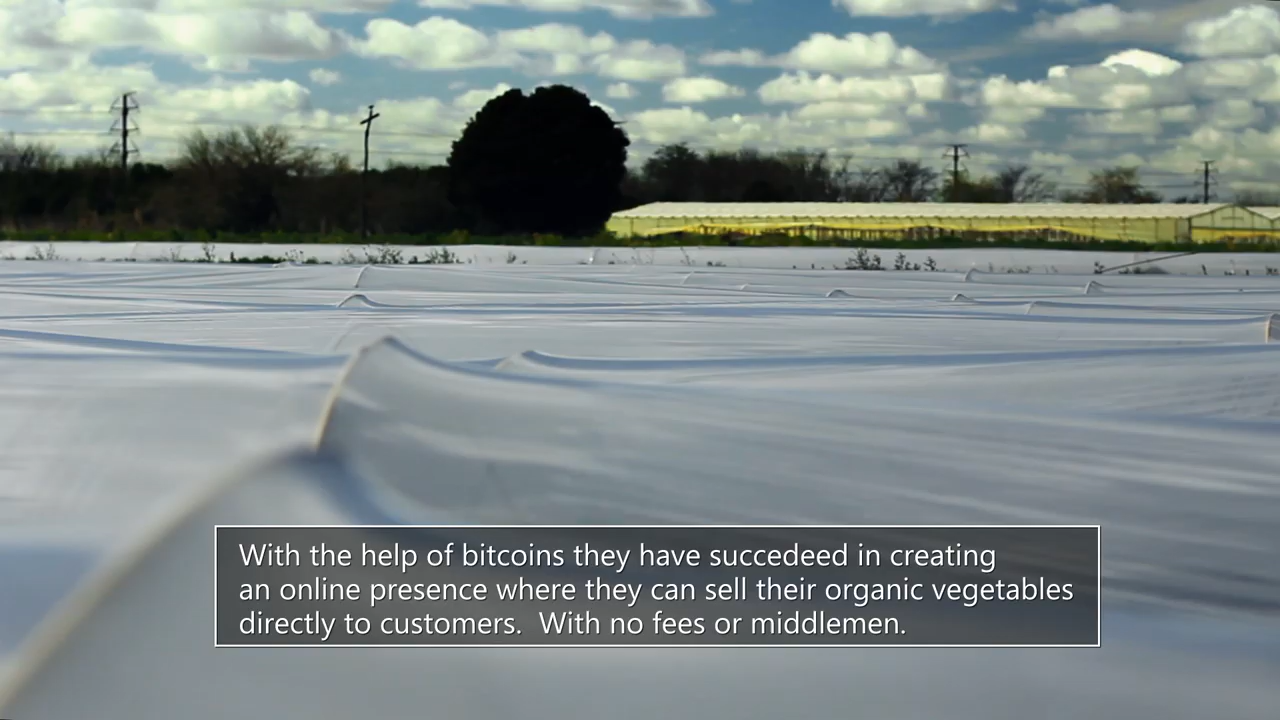 With the help of bitcoins they have succedeed in creating
an online presence where they can sell their organic vegetables
directly to customers.  With no fees or middlemen.